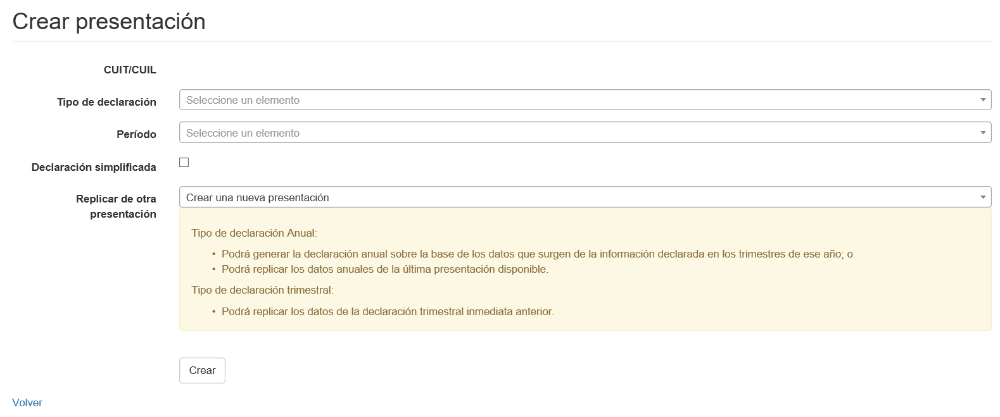 Crear presentación
CUIT/CUIL
Tipo de declaración
Seleccione un elemento
Período
Seleccione un elemento
Declaración simplificada
Replicar de otra
presentación
Crear una nueva presentación
Tipo de declaración Anual:
• Podrá generar la declaración anual sobre la base de los datos que surgen de la información declarada en los trimestres de ese año; o
• Podrá replicar los datos anuales de la última presentación disponible.
Tipo de declaración trimestral:
• Podrá replicar los datos de la declaración trimestral inmediata anterior.
Crear
Volver